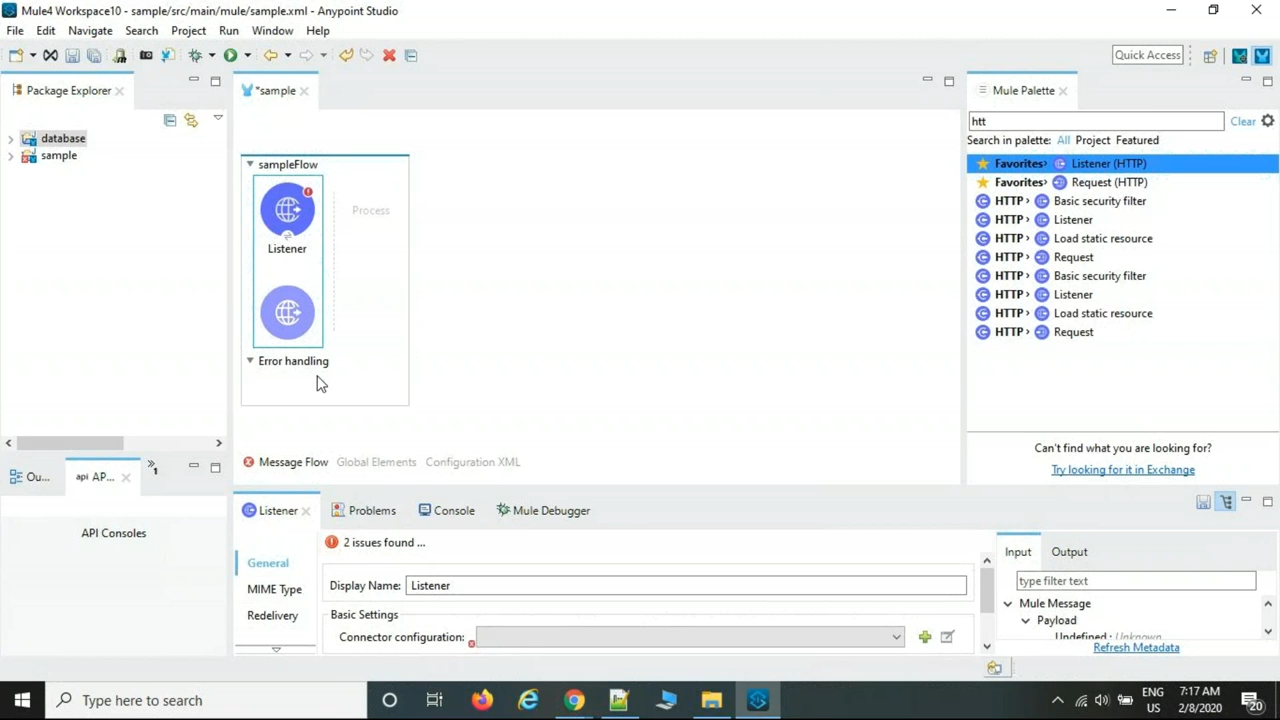 Mule4 Workspace10 - sample/src/main/mule/sample.xml - Anypoint Studio
File Edit Navigate Search Project Run Window Help
Quick Access
Package Explorer
*sample
Mule Palette
htt
Clear
Search in palette: All Project Featured
database
sample
sampleFlow
Process
Listener
Error handling
Favorites› Listener (HTTP)
Favorites› Request (HTTP)
HTTP› Basic security filter
HTTP› Listener
HTTP› Load static resource
HTTP› Request
HTTP› Basic security filter
HTTP› Listener
HTTP› Load static resource
HTTP› Request
Can't find what you are looking for?
Try looking for it in Exchange
Message Flow Global Elements Configuration XML
Ou... api AP... »1
API Consoles
Listener Problems Console Mule Debugger
2 issues found ...
General
MIME Type
Redelivery
Display Name: Listener
Basic Settings
Connector configuration:
Input Output
type filter text
Mule Message
Payload
Undefined : Unknown
Refresh Metadata
Type here to search
ENG
US
7:17 AM
2/8/2020
20